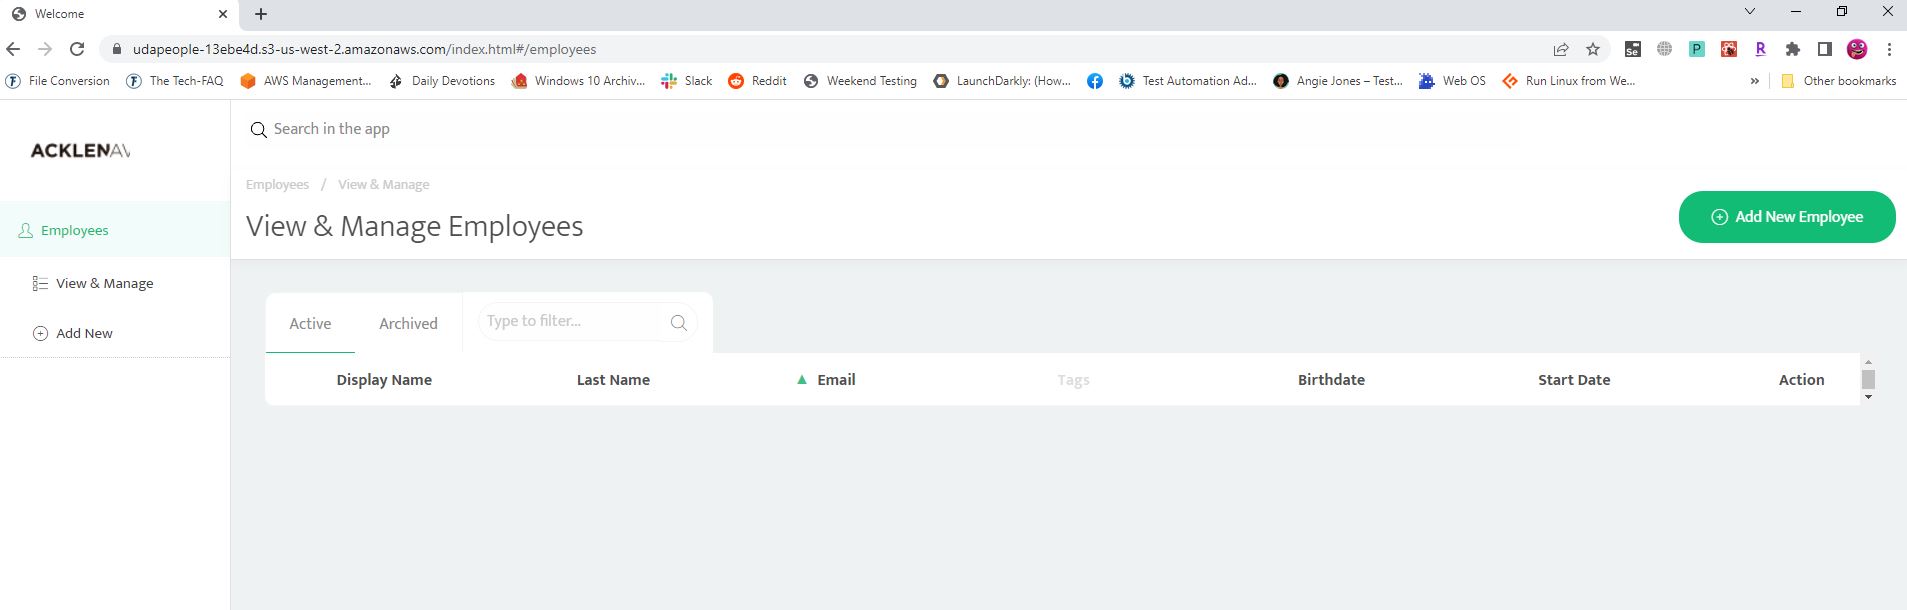 Welcome
udapeople-13ebe4d.s3-us-west-2.amazonaws.com/index.html#/employees
File Conversion The Tech-FAQ AWS Management... Daily Devotions Windows 10 Archiv... Slack Reddit Weekend Testing LaunchDarkly: (How... Test Automation Ad... Angie Jones – Test... Web OS Run Linux from We... » Other bookmarks
ACKLENAV
Search in the app
Employees / View & Manage
View & Manage Employees
Add New Employee
Employees
View & Manage
Add New
Active Archived Type to filter...
Display Name Last Name Email Tags Birthdate Start Date Action